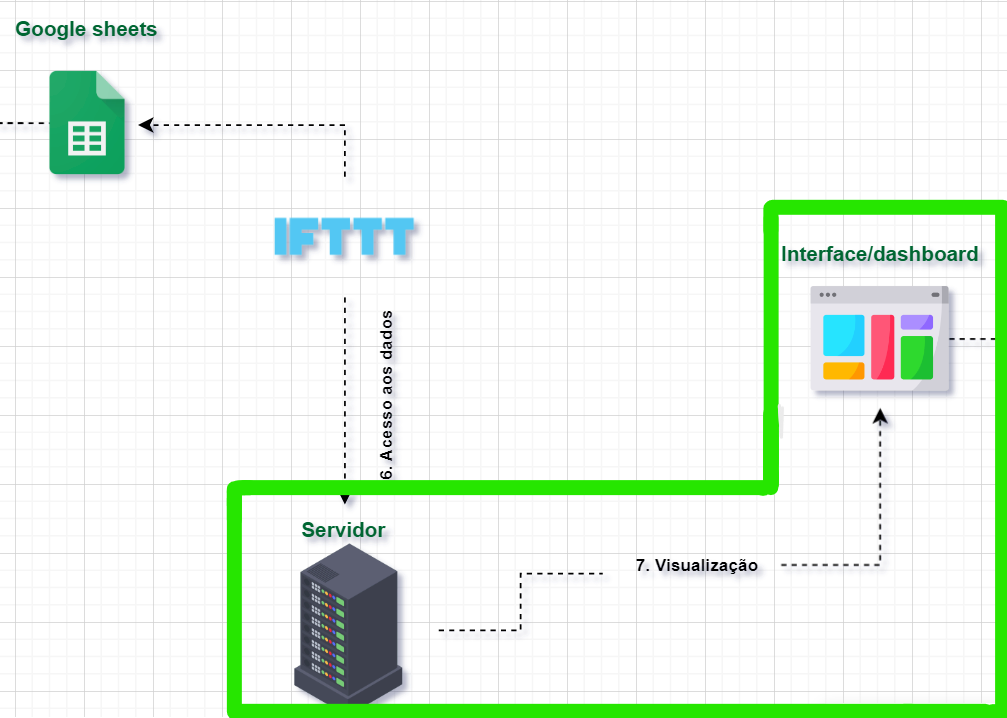 Google sheets
IFTTT
Interface/dashboard
6. Acesso aos dados
Servidor
7. Visualização